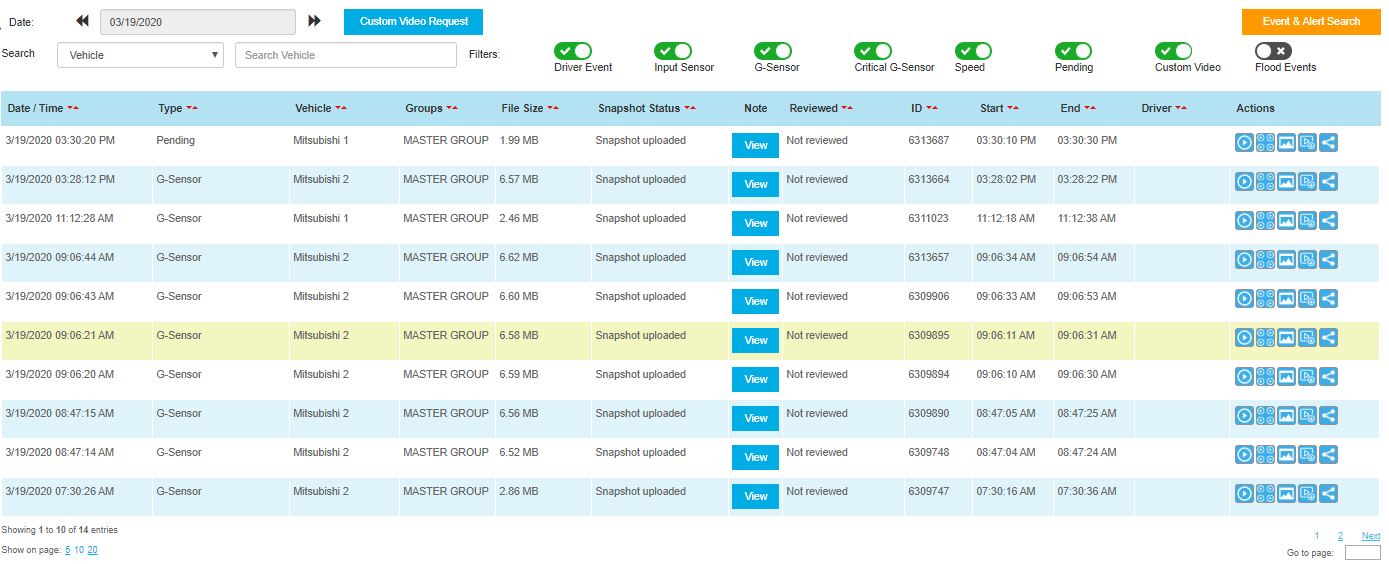 Date: 03/19/2020 Custom Video Request Event & Alert Search
Search Vehicle Search Vehicle Filters: Driver Event Input Sensor G-Sensor Critical G-Sensor Speed Pending Custom Video Flood Events
Date / Time Type Vehicle Groups File Size Snapshot Status Note Reviewed ID Start End Driver Actions
3/19/2020 03:30:20 PM Pending Mitsubishi 1 MASTER GROUP 1.99 MB Snapshot uploaded View Not reviewed 6313687 03:30:10 PM 03:30:30 PM
3/19/2020 03:28:12 PM G-Sensor Mitsubishi 2 MASTER GROUP 6.57 MB Snapshot uploaded View Not reviewed 6313664 03:28:02 PM 03:28:22 PM
3/19/2020 11:12:28 AM G-Sensor Mitsubishi 1 MASTER GROUP 2.46 MB Snapshot uploaded View Not reviewed 6311023 11:12:18 AM 11:12:38 AM
3/19/2020 09:06:44 AM G-Sensor Mitsubishi 2 MASTER GROUP 6.62 MB Snapshot uploaded View Not reviewed 6313657 09:06:34 AM 09:06:54 AM
3/19/2020 09:06:43 AM G-Sensor Mitsubishi 2 MASTER GROUP 6.60 MB Snapshot uploaded View Not reviewed 6309906 09:06:33 AM 09:06:53 AM
3/19/2020 09:06:21 AM G-Sensor Mitsubishi 2 MASTER GROUP 6.58 MB Snapshot uploaded View Not reviewed 6309895 09:06:11 AM 09:06:31 AM
3/19/2020 09:06:20 AM G-Sensor Mitsubishi 2 MASTER GROUP 6.59 MB Snapshot uploaded View Not reviewed 6309894 09:06:10 AM 09:06:30 AM
3/19/2020 08:47:15 AM G-Sensor Mitsubishi 2 MASTER GROUP 6.56 MB Snapshot uploaded View Not reviewed 6309890 08:47:05 AM 08:47:25 AM
3/19/2020 08:47:14 AM G-Sensor Mitsubishi 2 MASTER GROUP 6.52 MB Snapshot uploaded View Not reviewed 6309748 08:47:04 AM 08:47:24 AM
3/19/2020 07:30:26 AM G-Sensor Mitsubishi 2 MASTER GROUP 2.86 MB Snapshot uploaded View Not reviewed 6309747 07:30:16 AM 07:30:36 AM
Showing 1 to 10 of 14 entries
1 2 Next
Show on page: 5 10 20
Go to page: